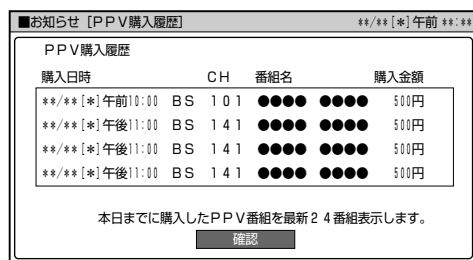 ■お知らせ［ＰＰＶ購入履歴］ **/**[*]午前**:**
ＰＰＶ購入履歴
購入日時 ＣＨ 番組名 購入金額
**/**[*]午前10:00 ＢＳ １０１ ●●●● ●●●● 500円
**/**[*]午後11:00 ＢＳ １４１ ●●●● ●●●● 500円
**/**[*]午後11:00 ＢＳ １４１ ●●●● ●●●● 500円
**/**[*]午後11:00 ＢＳ １４１ ●●●● ●●●● 500円
本日までに購入したＰＰＶ番組を最新２４番組表示します。
確認